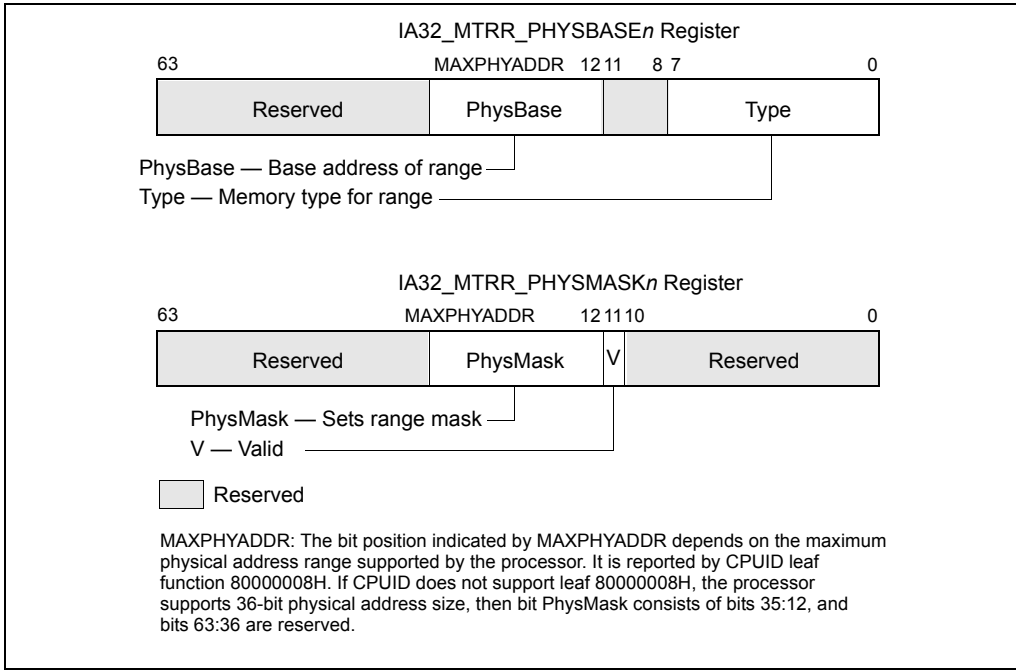 IA32_MTRR_PHYSBASEn Register
63 MAXPHYADDR 12 11 8 7 0
Reserved PhysBase Type
PhysBase — Base address of range
Type — Memory type for range
IA32_MTRR_PHYSMASKn Register
63 MAXPHYADDR 12 11 10 0
Reserved PhysMask V Reserved
PhysMask — Sets range mask
V — Valid
Reserved
MAXPHYADDR: The bit position indicated by MAXPHYADDR depends on the maximum
physical address range supported by the processor. It is reported by CPUID leaf
function 80000008H. If CPUID does not support leaf 80000008H, the processor
supports 36-bit physical address size, then bit PhysMask consists of bits 35:12, and
bits 63:36 are reserved.